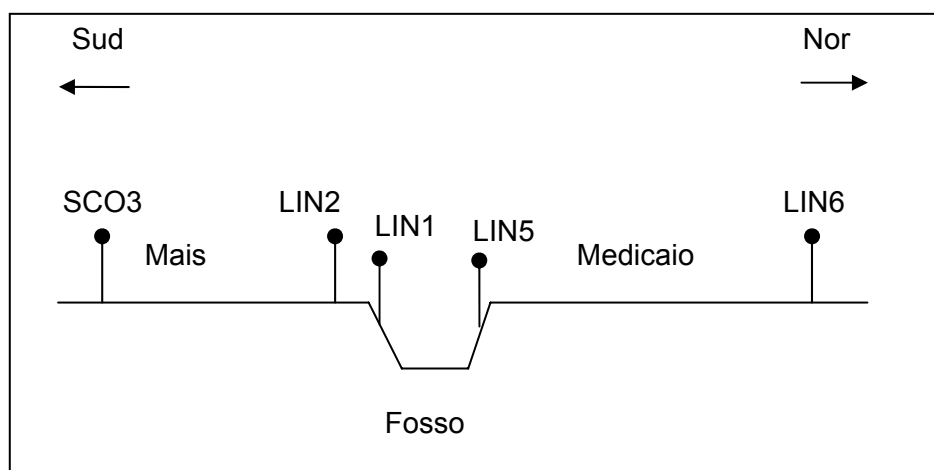 Sud Nor
SCO3 LIN2 LIN1 LIN5 LIN6
Mais Medicaio
Fosso